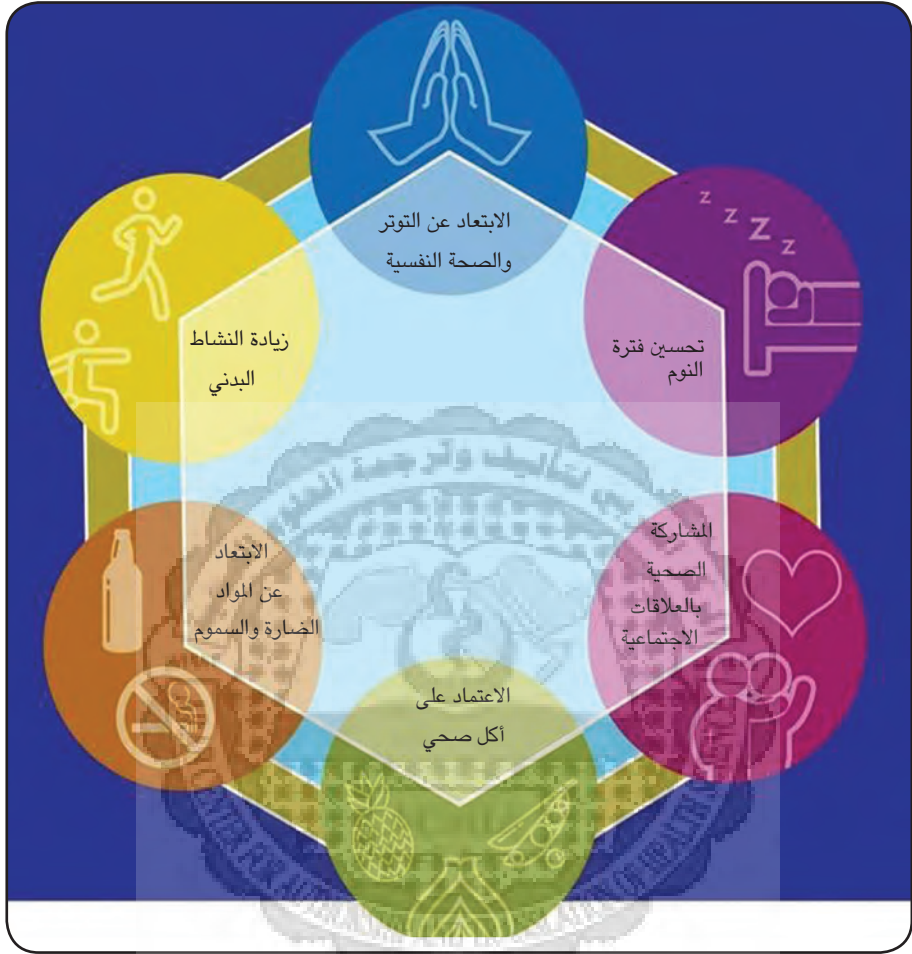 الابتعاد عن التوتر
والصحة النفسية
z
z
z
z
تحسين فترة
النوم
زيادة النشاط
البدني
المشاركة
الصحية
بالعلاقات
الاجتماعية
الابتعاد
عن المواد
الضارة والسموم
الاعتماد على
أكل صحي